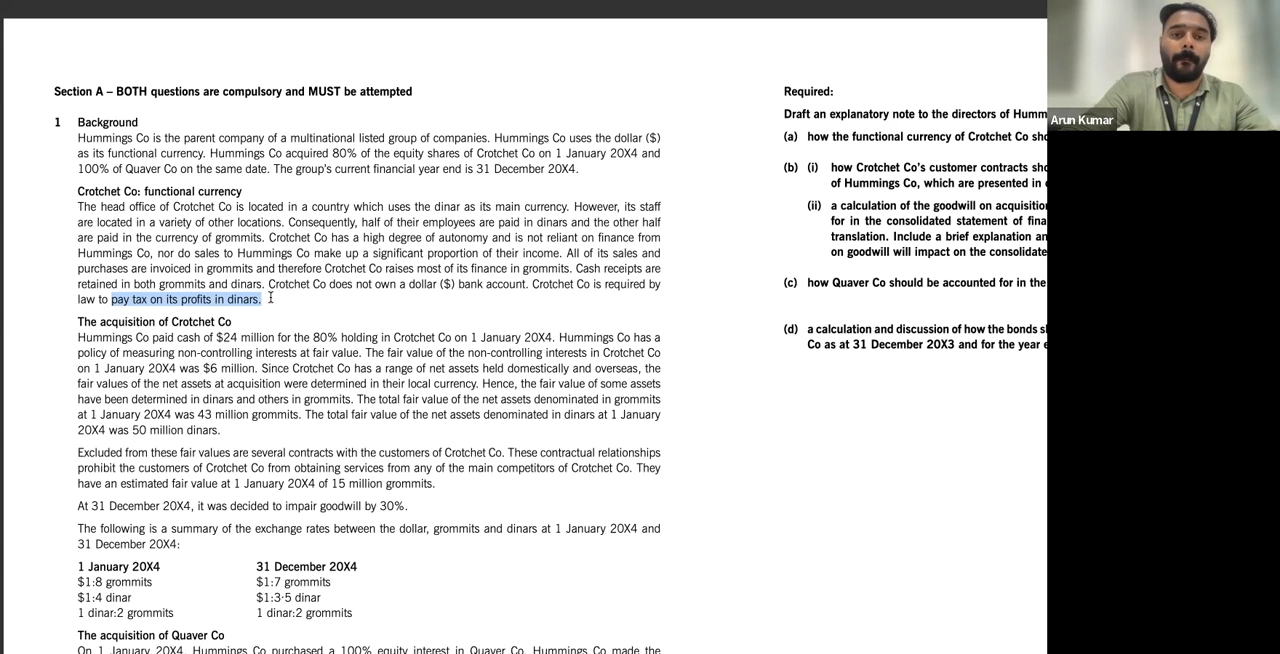 Section A – BOTH questions are compulsory and MUST be attempted
1 Background
Hummings Co is the parent company of a multinational listed group of companies. Hummings Co uses the dollar ($)
as its functional currency. Hummings Co acquired 80% of the equity shares of Crotchet Co on 1 January 20X4 and
100% of Quaver Co on the same date. The group's current financial year end is 31 December 20X4.
Crotchet Co: functional currency
The head office of Crotchet Co is located in a country which uses the dinar as its main currency. However, its staff
are located in a variety of other locations. Consequently, half of their employees are paid in dinars and the other half
are paid in the currency of grommits. Crotchet Co has a high degree of autonomy and is not reliant on finance from
Hummings Co, nor do sales to Hummings Co make up a significant proportion of their income. All of its sales and
purchases are invoiced in grommits and therefore Crotchet Co raises most of its finance in grommits. Cash receipts are
retained in both grommits and dinars. Crotchet Co does not own a dollar ($) bank account. Crotchet Co is required by
law to pay tax on its profits in dinars.
The acquisition of Crotchet Co
Hummings Co paid cash of $24 million for the 80% holding in Crotchet Co on 1 January 20X4. Hummings Co has a
policy of measuring non-controlling interests at fair value. The fair value of the non-controlling interests in Crotchet Co
on 1 January 20X4 was $6 million. Since Crotchet Co has a range of net assets held domestically and overseas, the
fair values of the net assets at acquisition were determined in their local currency. Hence, the fair value of some assets
have been determined in dinars and others in grommits. The total fair value of the net assets denominated in grommits
at 1 January 20X4 was 43 million grommits. The total fair value of the net assets denominated in dinars at 1 January
20X4 was 50 million dinars.
Excluded from these fair values are several contracts with the customers of Crotchet Co. These contractual relationships
prohibit the customers of Crotchet Co from obtaining services from any of the main competitors of Crotchet Co. They
have an estimated fair value at 1 January 20X4 of 15 million grommits.
At 31 December 20X4, it was decided to impair goodwill by 30%.
The following is a summary of the exchange rates between the dollar, grommits and dinars at 1 January 20X4 and
31 December 20X4:
1 January 20X4 31 December 20X4
$1:8 grommits $1:7 grommits
$1:4 dinar $1:3·5 dinar
1 dinar:2 grommits 1 dinar:2 grommits
The acquisition of Quaver Co
On 1 January 20X4, Hummings Co purchased a 100% equity interest in Quaver Co. Hummings Co made the
Required:
Draft an explanatory note to the directors of
(a) how the functional currency of Crotchet Co
(b) (i) how Crotchet Co's customer contracts
of Hummings Co, which are presented in
(ii) a calculation of the goodwill on
for in the consolidated statement of
translation. Include a brief explanation
on goodwill will impact on the
(c) how Quaver Co should be accounted for in the
(d) a calculation and discussion of how the bonds
Co as at 31 December 20X3 and for the year
Arun Kumar